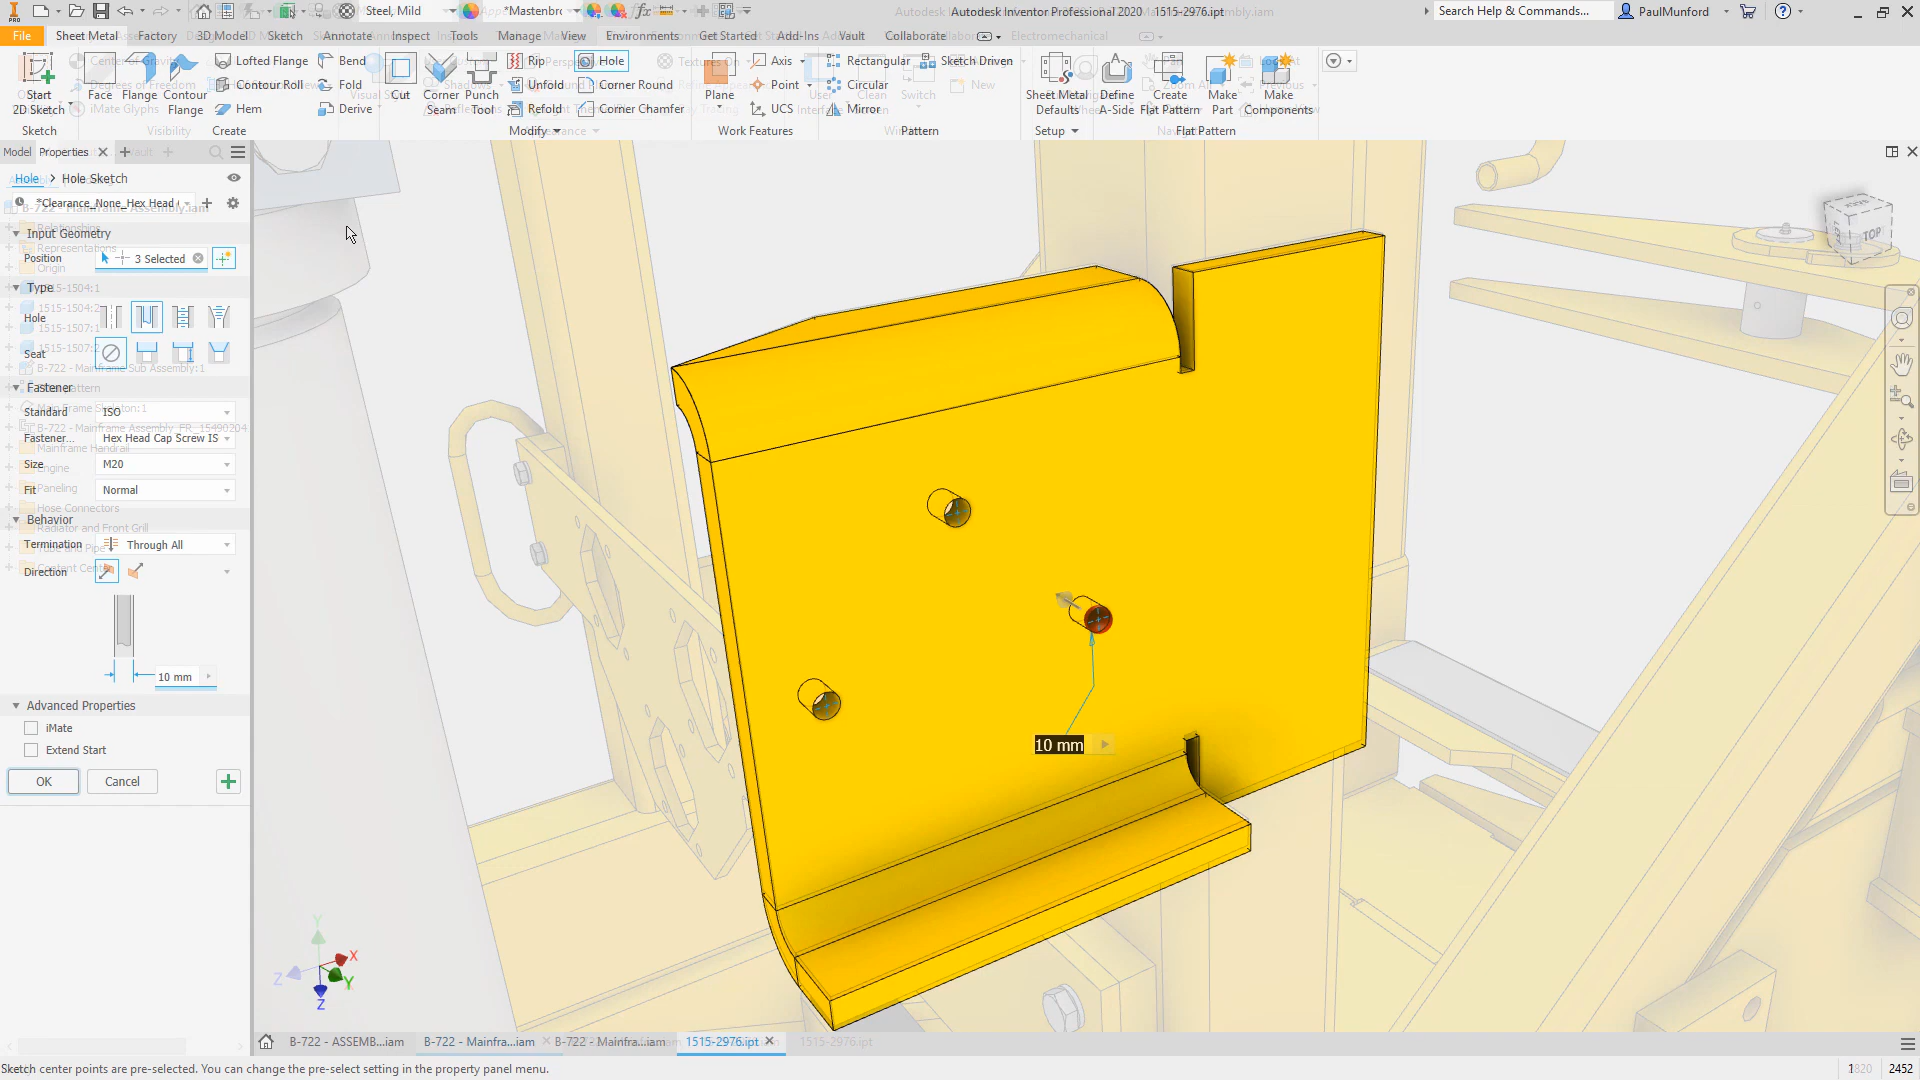 Steel, Mild
*Mastenbr
Autodesk Inventor Professional 2020 1515-2976.ipt
Search Help & Commands...
PaulMunford
File Sheet Metal Factory 3D Model Sketch Annotate Inspect Tools Manage View Environments Get Started Add-Ins Vault Collaborate Electromechanical
Start 2D Sketch
Face
Flange
Contour Flange
Lofted Flange
Contour Roll
Hem
Bend
Fold
Derive
Cut
Corner Seam
Punch Tool
Rip
Unfold
Refold
Hole
Corner Round
Corner Chamfer
Plane
Axis
Point
UCS
Rectangular
Circular
Mirror
Sketch Driven
Sheet Metal Defaults
Define A-Side
Create Flat Pattern
Make Part
Make Components
Sketch Create Modify Work Features Pattern Setup Flat Pattern
Model Properties
Hole > Hole Sketch
*Clearance_None_Hex Head
Input Geometry
Position 3 Selected
Type
Hole
Seat
Fastener
Standard ISO
Fastener... Hex Head Cap Screw IS
Size M20
Fit Normal
Behavior
Termination Through All
Direction
10 mm
Advanced Properties
iMate
Extend Start
OK Cancel
10 mm
TOP
X
Y
Z
Y
Z
B-722 - ASSEMB...iam B-722 - Mainfra...iam B-722 - Mainfra...iam 1515-2976.ipt 1515-2976.ipt
Sketch center points are pre-selected. You can change the pre-select setting in the property panel menu.
2452